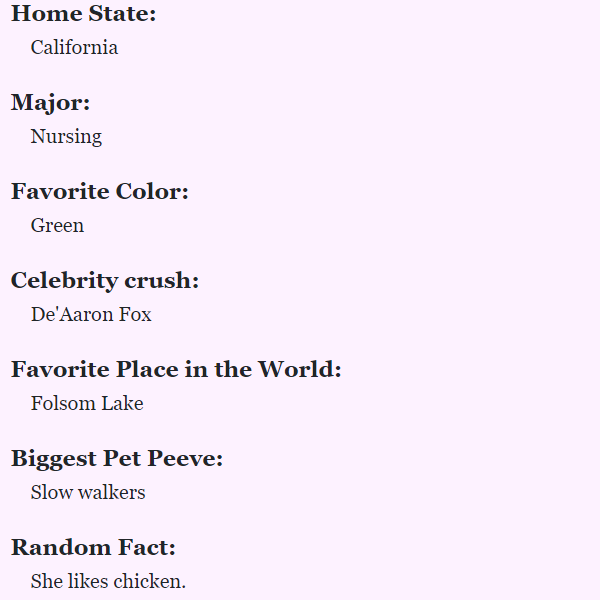 Home State:
California
Major:
Nursing
Favorite Color:
Green
Celebrity crush:
De'Aaron Fox
Favorite Place in the World:
Folsom Lake
Biggest Pet Peeve:
Slow walkers
Random Fact:
She likes chicken.